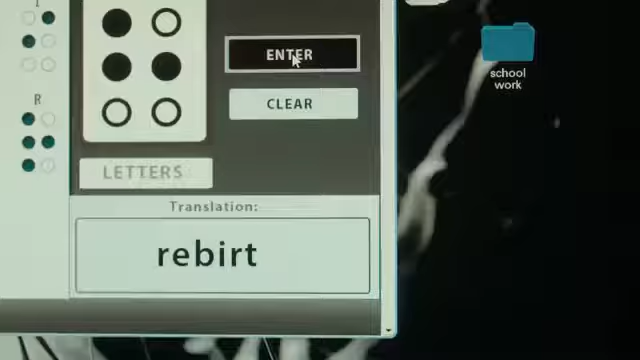 I
R
ENTER
CLEAR
LETTERS
Translation:
rebirt
school
work